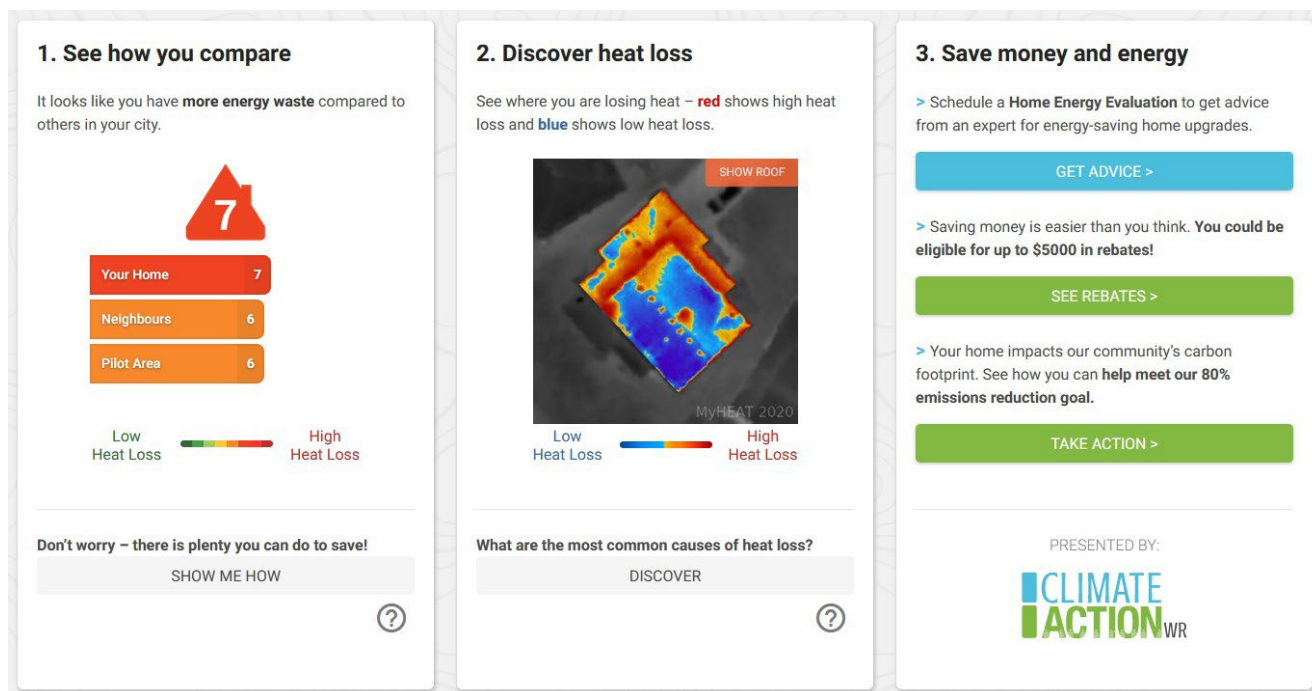 1. See how you compare
It looks like you have more energy waste compared to
others in your city.
7
Your Home 7
Neighbours 6
Pilot Area 6
Low
Heat Loss
High
Heat Loss
Don't worry – there is plenty you can do to save!
SHOW ME HOW
?
2. Discover heat loss
See where you are losing heat – red shows high heat
loss and blue shows low heat loss.
SHOW ROOF
MyHEAT 2020
Low
Heat Loss
High
Heat Loss
What are the most common causes of heat loss?
DISCOVER
?
3. Save money and energy
> Schedule a Home Energy Evaluation to get advice
from an expert for energy-saving home upgrades.
GET ADVICE >
> Saving money is easier than you think. You could be
eligible for up to $5000 in rebates!
SEE REBATES >
> Your home impacts our community's carbon
footprint. See how you can help meet our 80%
emissions reduction goal.
TAKE ACTION >
PRESENTED BY:
CLIMATE
ACTION WR